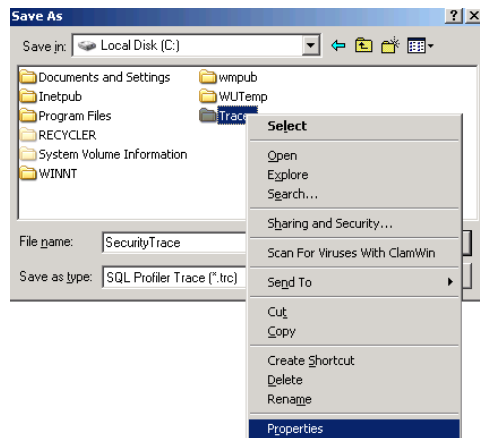 Save As
Save in: Local Disk (C:)
Documents and Settings
Inetpub
Program Files
RECYCLER
System Volume Information
WINNT
wmpub
WUTemp
Trace
File name: SecurityTrace
Save as type: SQL Profiler Trace (*.trc)
Select
Open
Explore
Search...
Sharing and Security...
Scan For Viruses With ClamWin
Send To
Cut
Copy
Create Shortcut
Delete
Rename
Properties